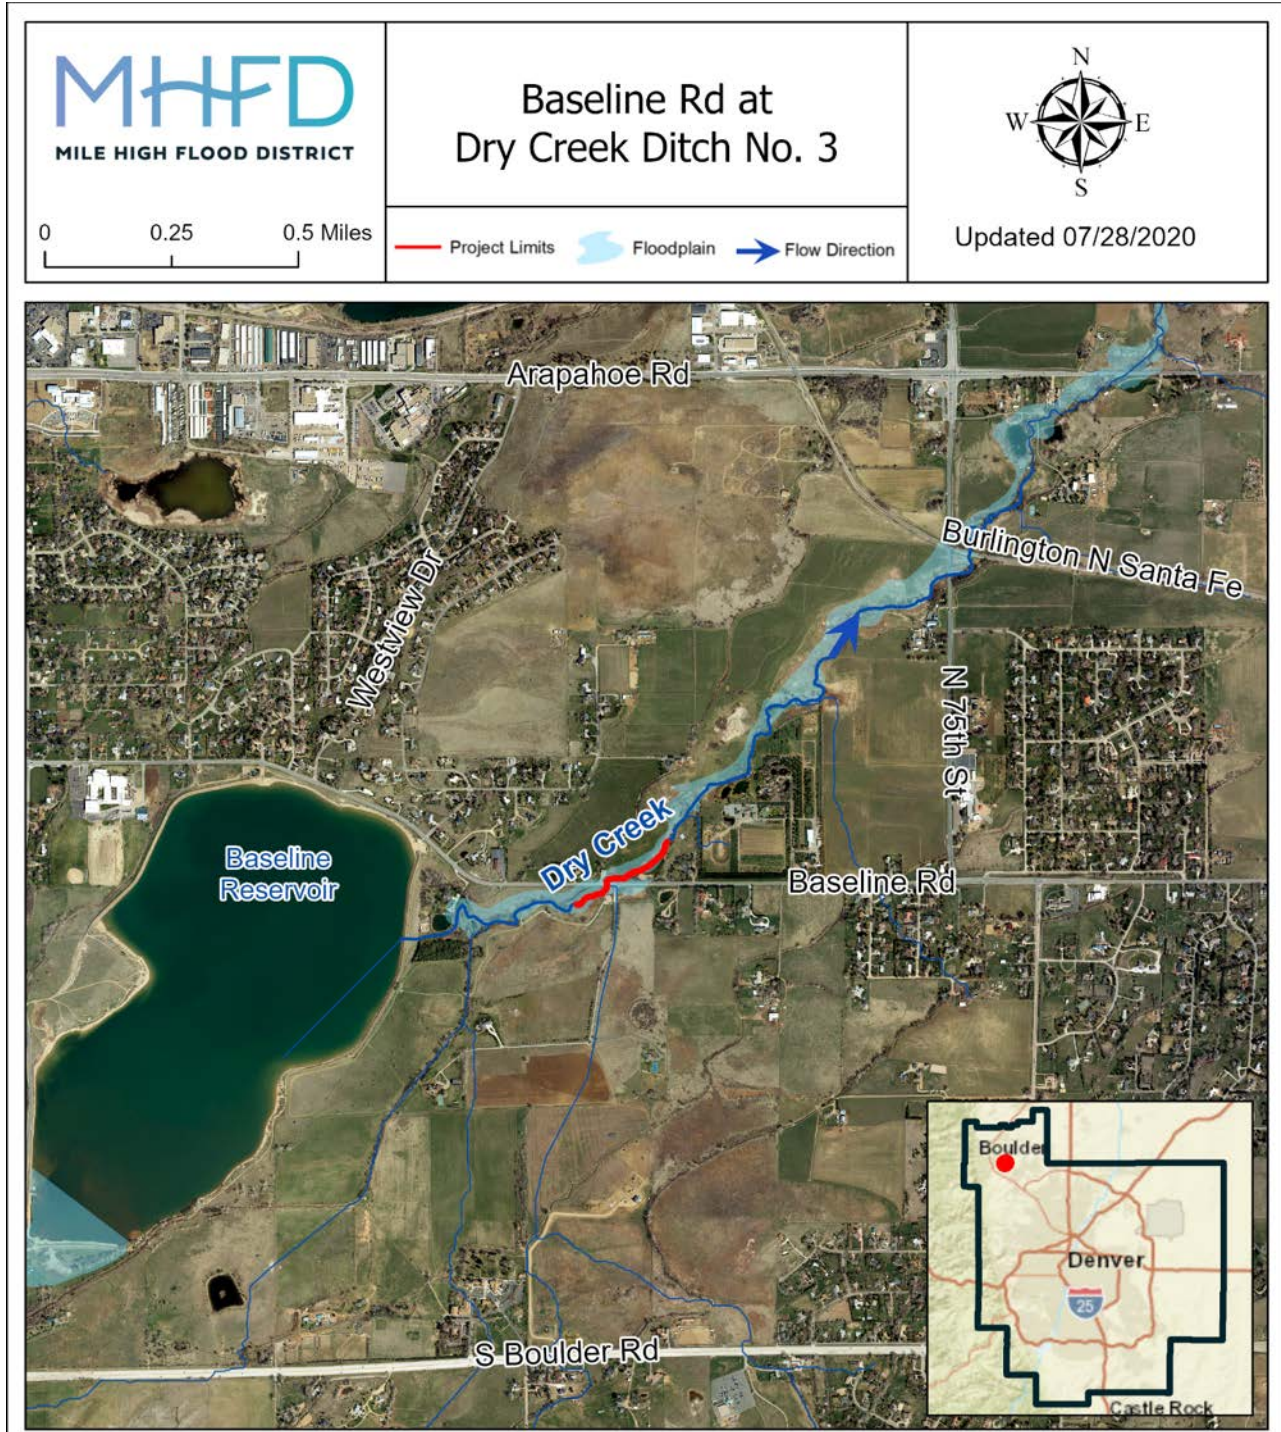 MHFD
MILE HIGH FLOOD DISTRICT
0 0.25 0.5 Miles
Baseline Rd at
Dry Creek Ditch No. 3
Project Limits Floodplain Flow Direction
N
W E
S
Updated 07/28/2020
Arapahoe Rd
Burlington N Santa Fe
Westview Dr
N 75th St
Dry Creek
Baseline
Reservoir
Baseline Rd
S Boulder Rd
Boulder
Denver
25
Castle Rock